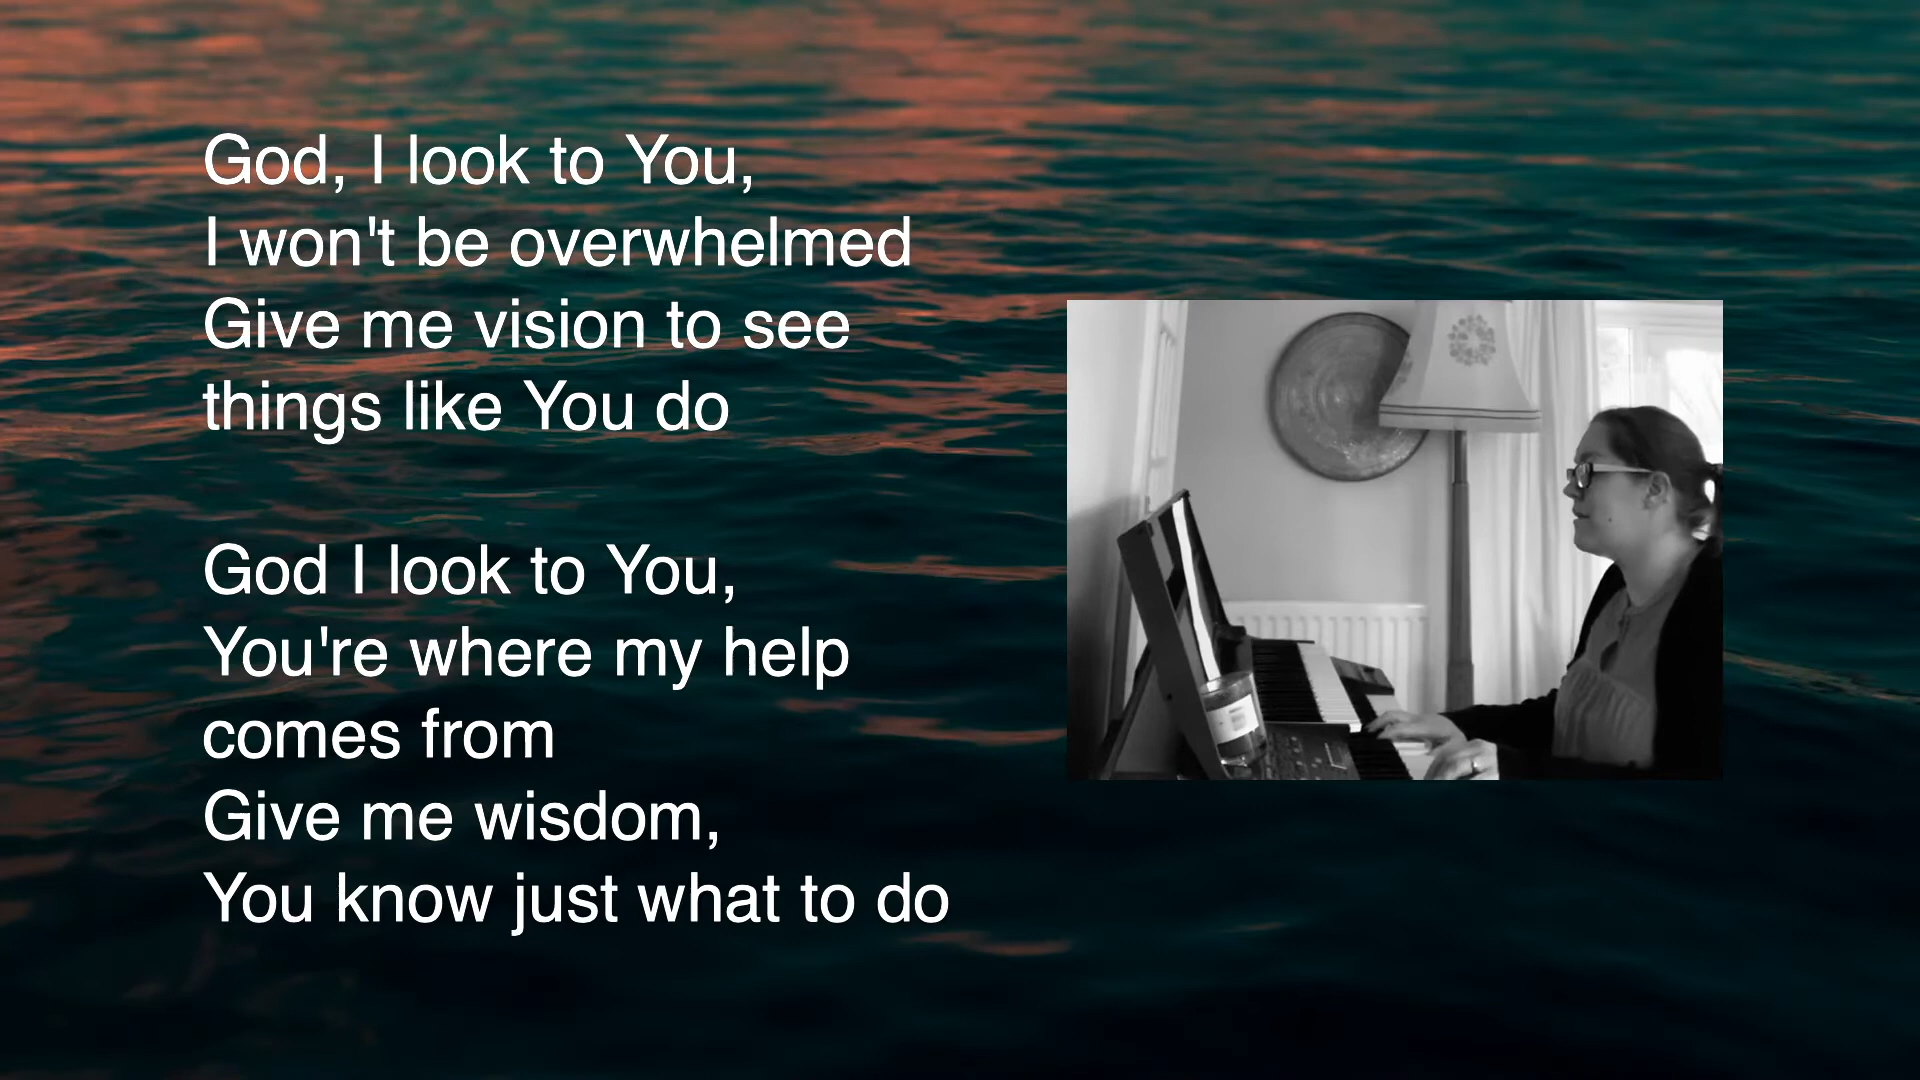 God, I look to You,
I won't be overwhelmed
Give me vision to see
things like You do
God I look to You,
You're where my help
comes from
Give me wisdom,
You know just what to do